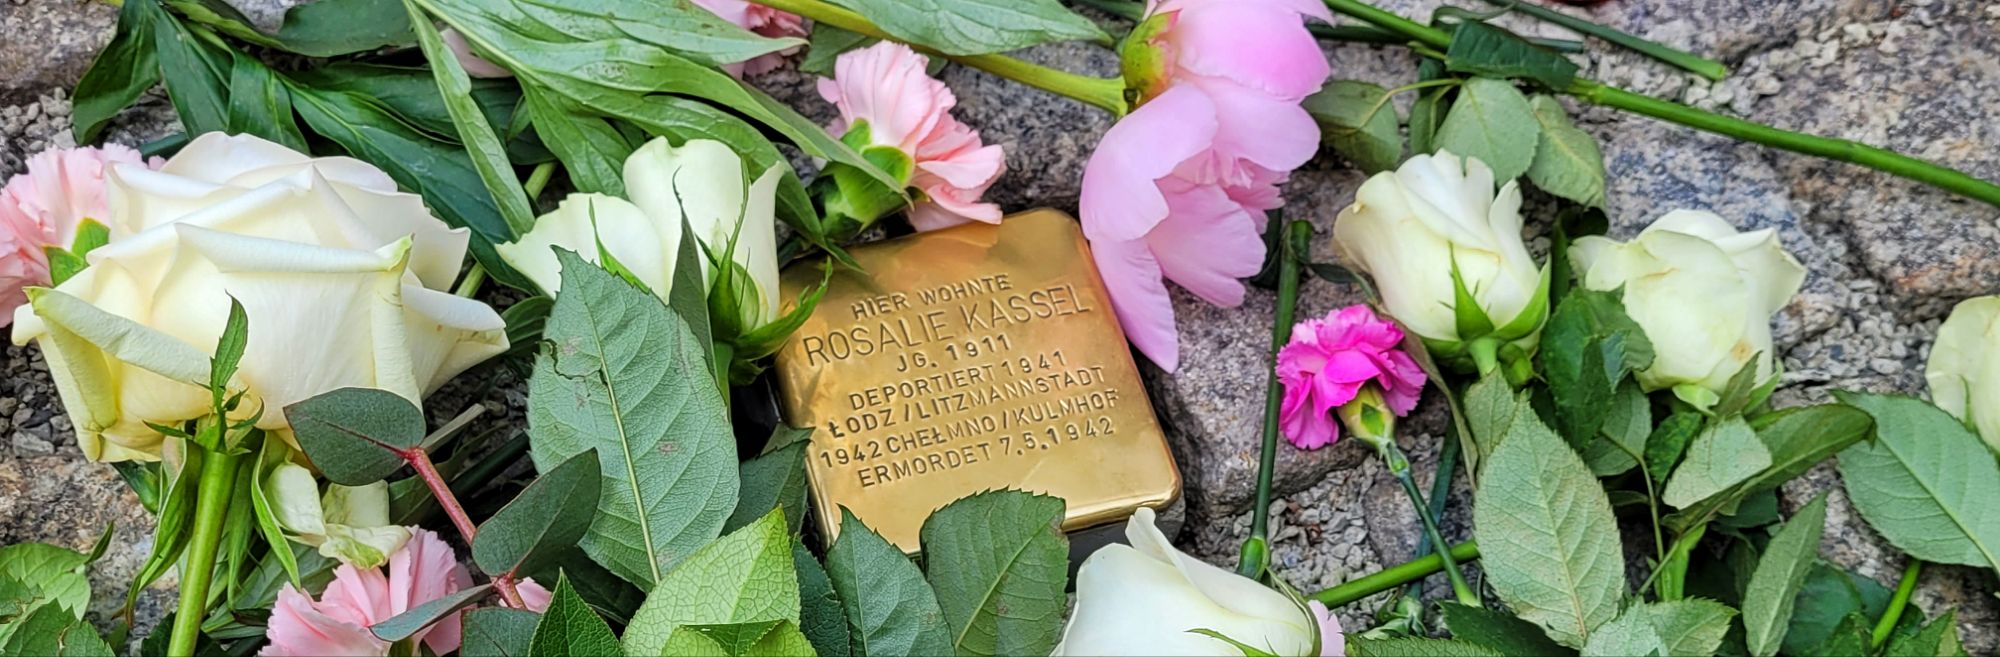 HIER WOHNTE
ROSALIE KASSEL
JG. 1911
DEPORTIERT 1941
ŁODZ/LITZMANNSTADT
1942 CHEŁMNO/KULMHOF
ERMORDET 7.5.1942